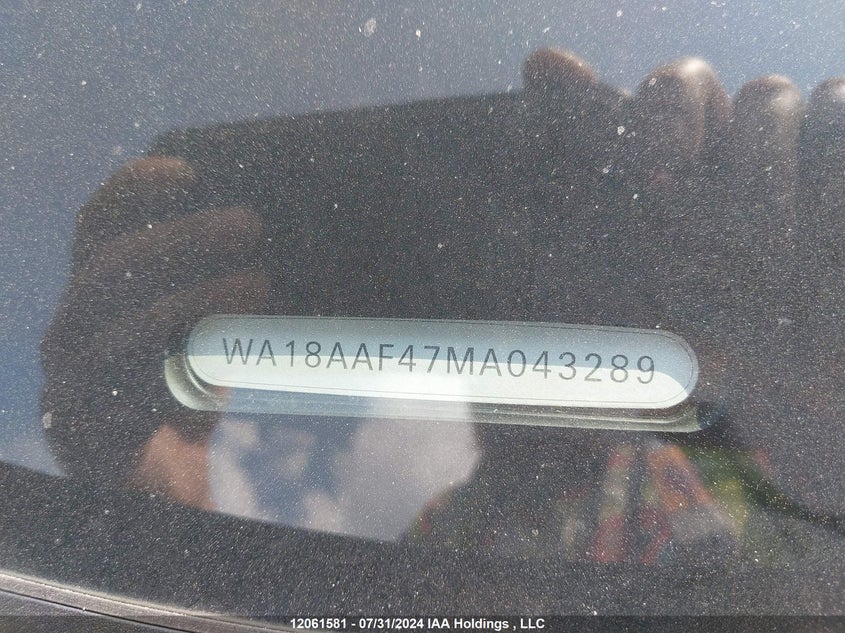 WA18AAF47MA043289
12061581 - 07/31/2024 IAA Holdings , LLC